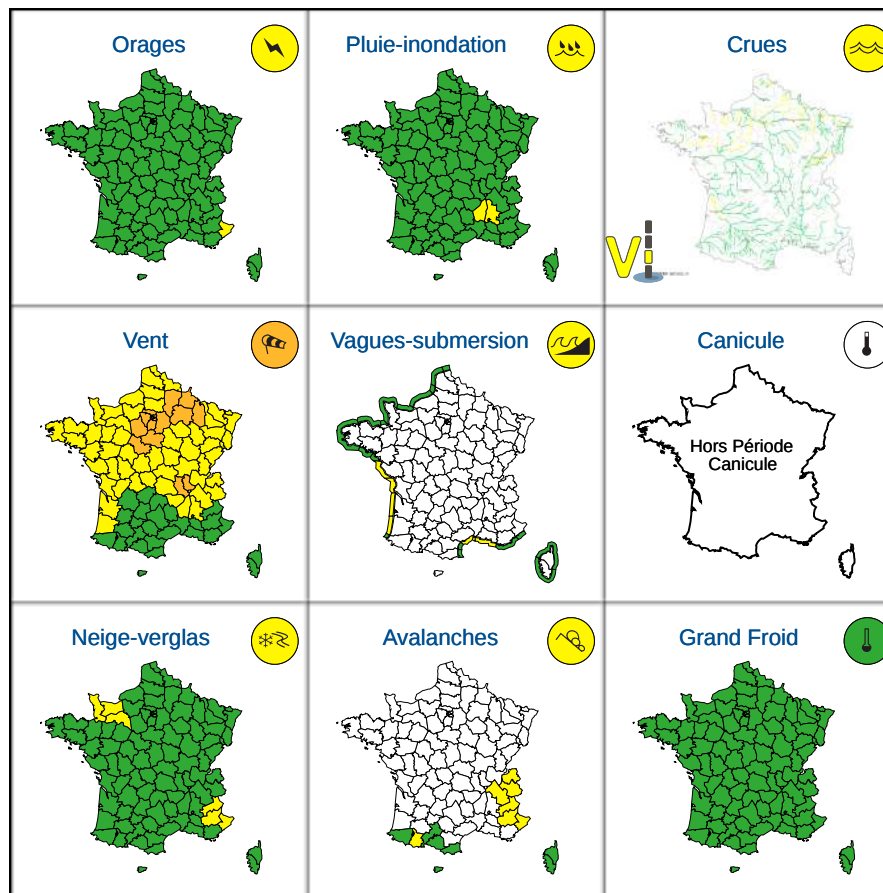 Orages
Pluie-inondation
Crues
Vent
Vagues-submersion
Canicule
Hors Période
Canicule
Neige-verglas
Avalanches
Grand Froid